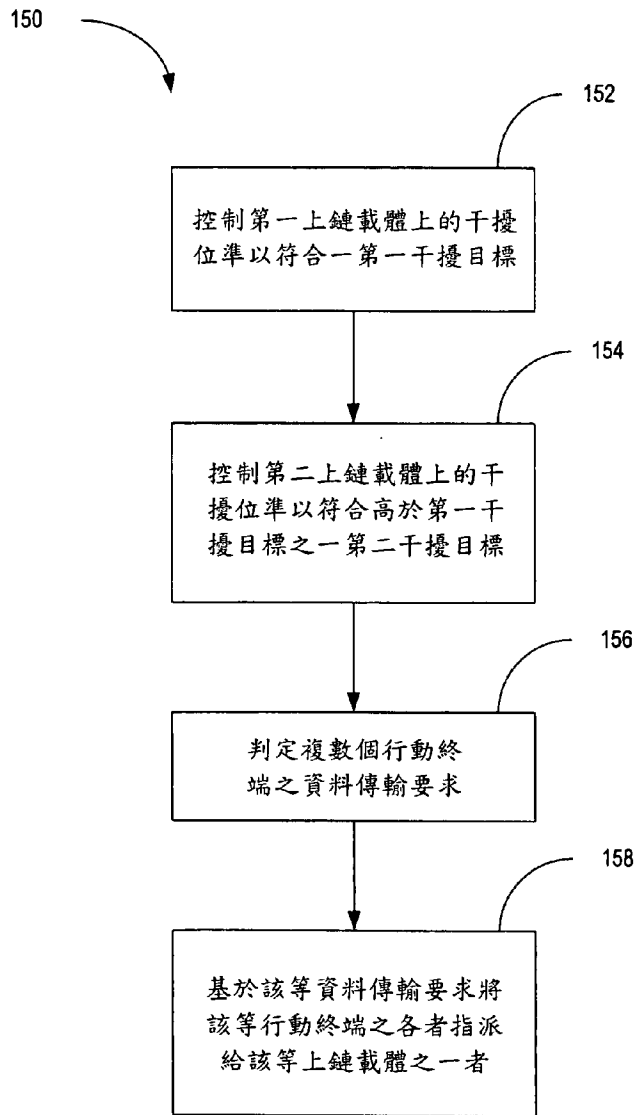 150
152
控制第一上鏈載體上的干擾
位準以符合一第一干擾目標
154
控制第二上鏈載體上的干
擾位準以符合高於第一干
擾目標之一第二干擾目標
156
判定複數個行動終
端之資料傳輸要求
158
基於該等資料傳輸要求將
該等行動終端之各者指派
給該等上鏈載體之一者